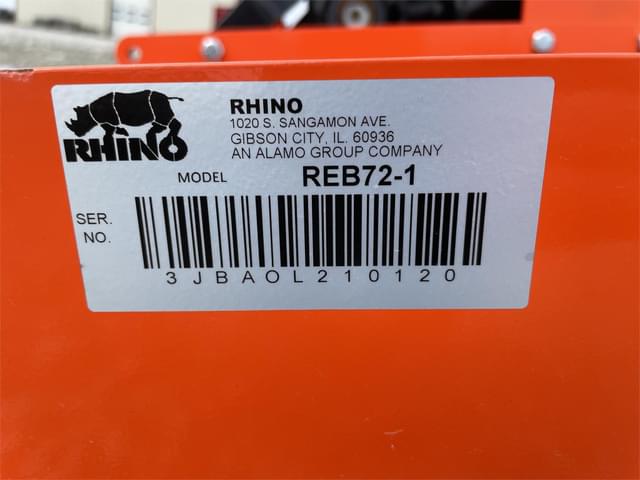 RHINO
RHINO
1020 S. SANGAMON AVE.
GIBSON CITY, IL. 60936
AN ALAMO GROUP COMPANY
MODEL REB72-1
SER.
NO.
3JBAOL210120